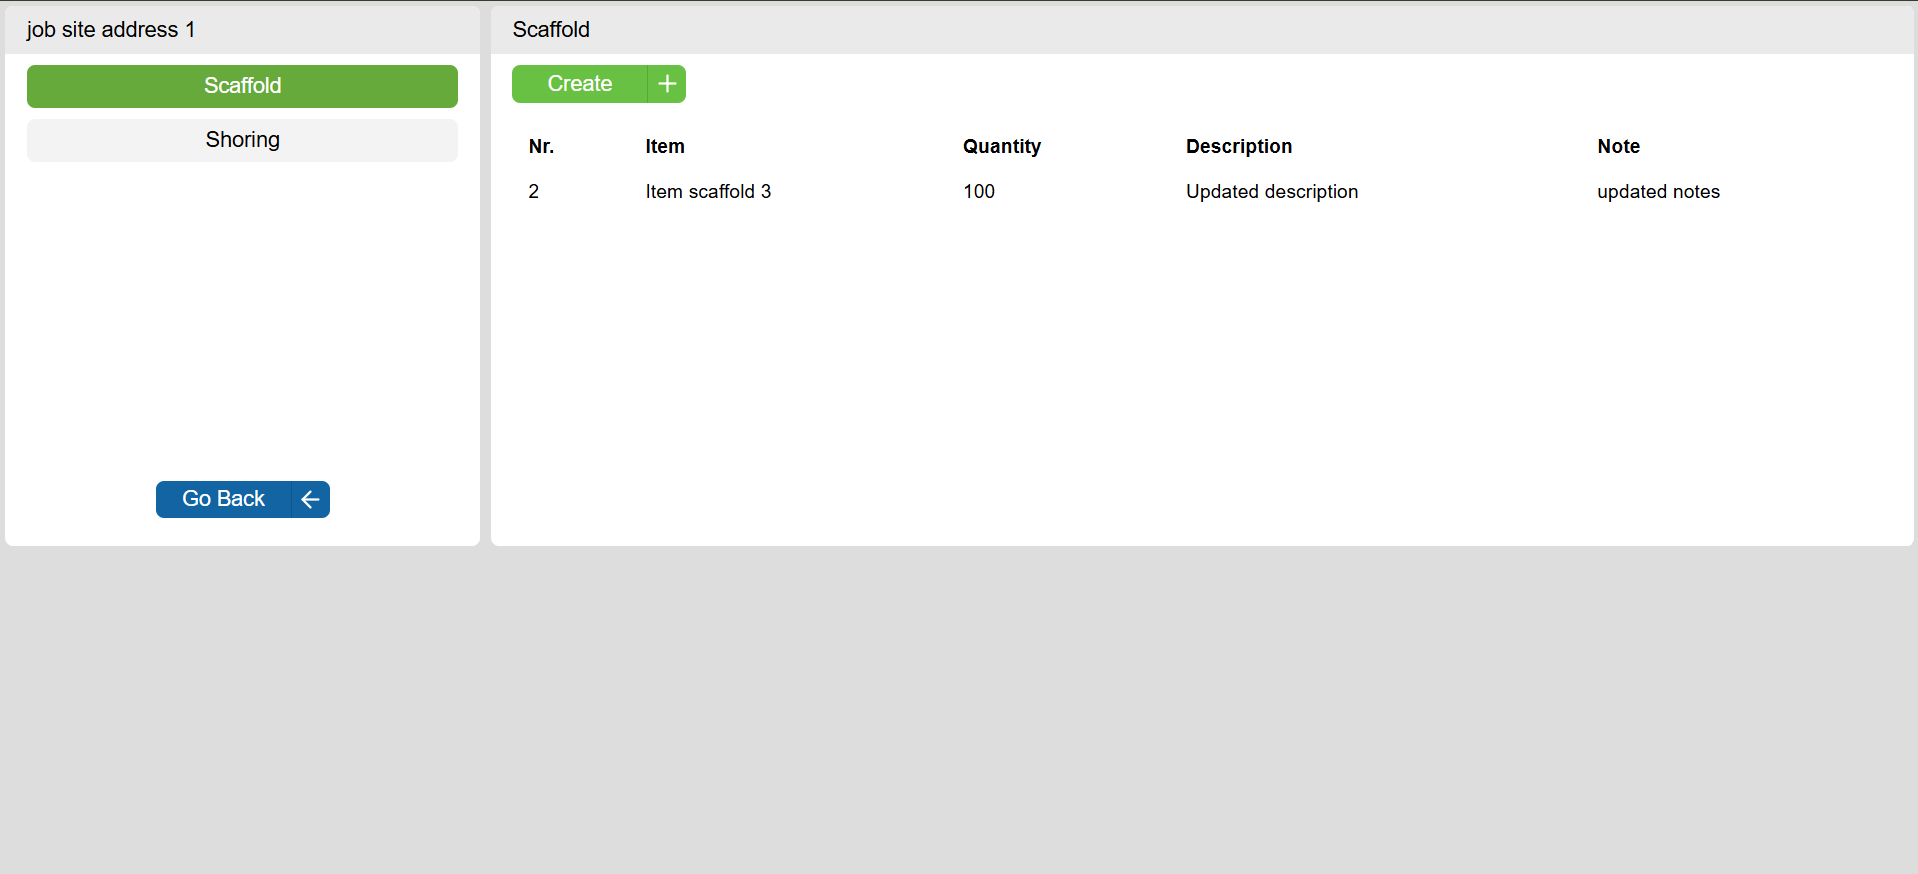 job site address 1
Scaffold
Shoring
Go Back
Scaffold
Create
Nr. Item Quantity Description Note
2 Item scaffold 3 100 Updated description updated notes